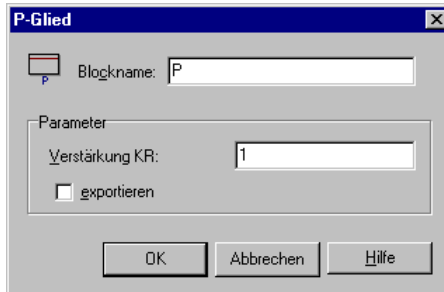 P-Glied
P
Blockname: P
Parameter
Verstärkung KR: 1
exportieren
OK Abbrechen Hilfe